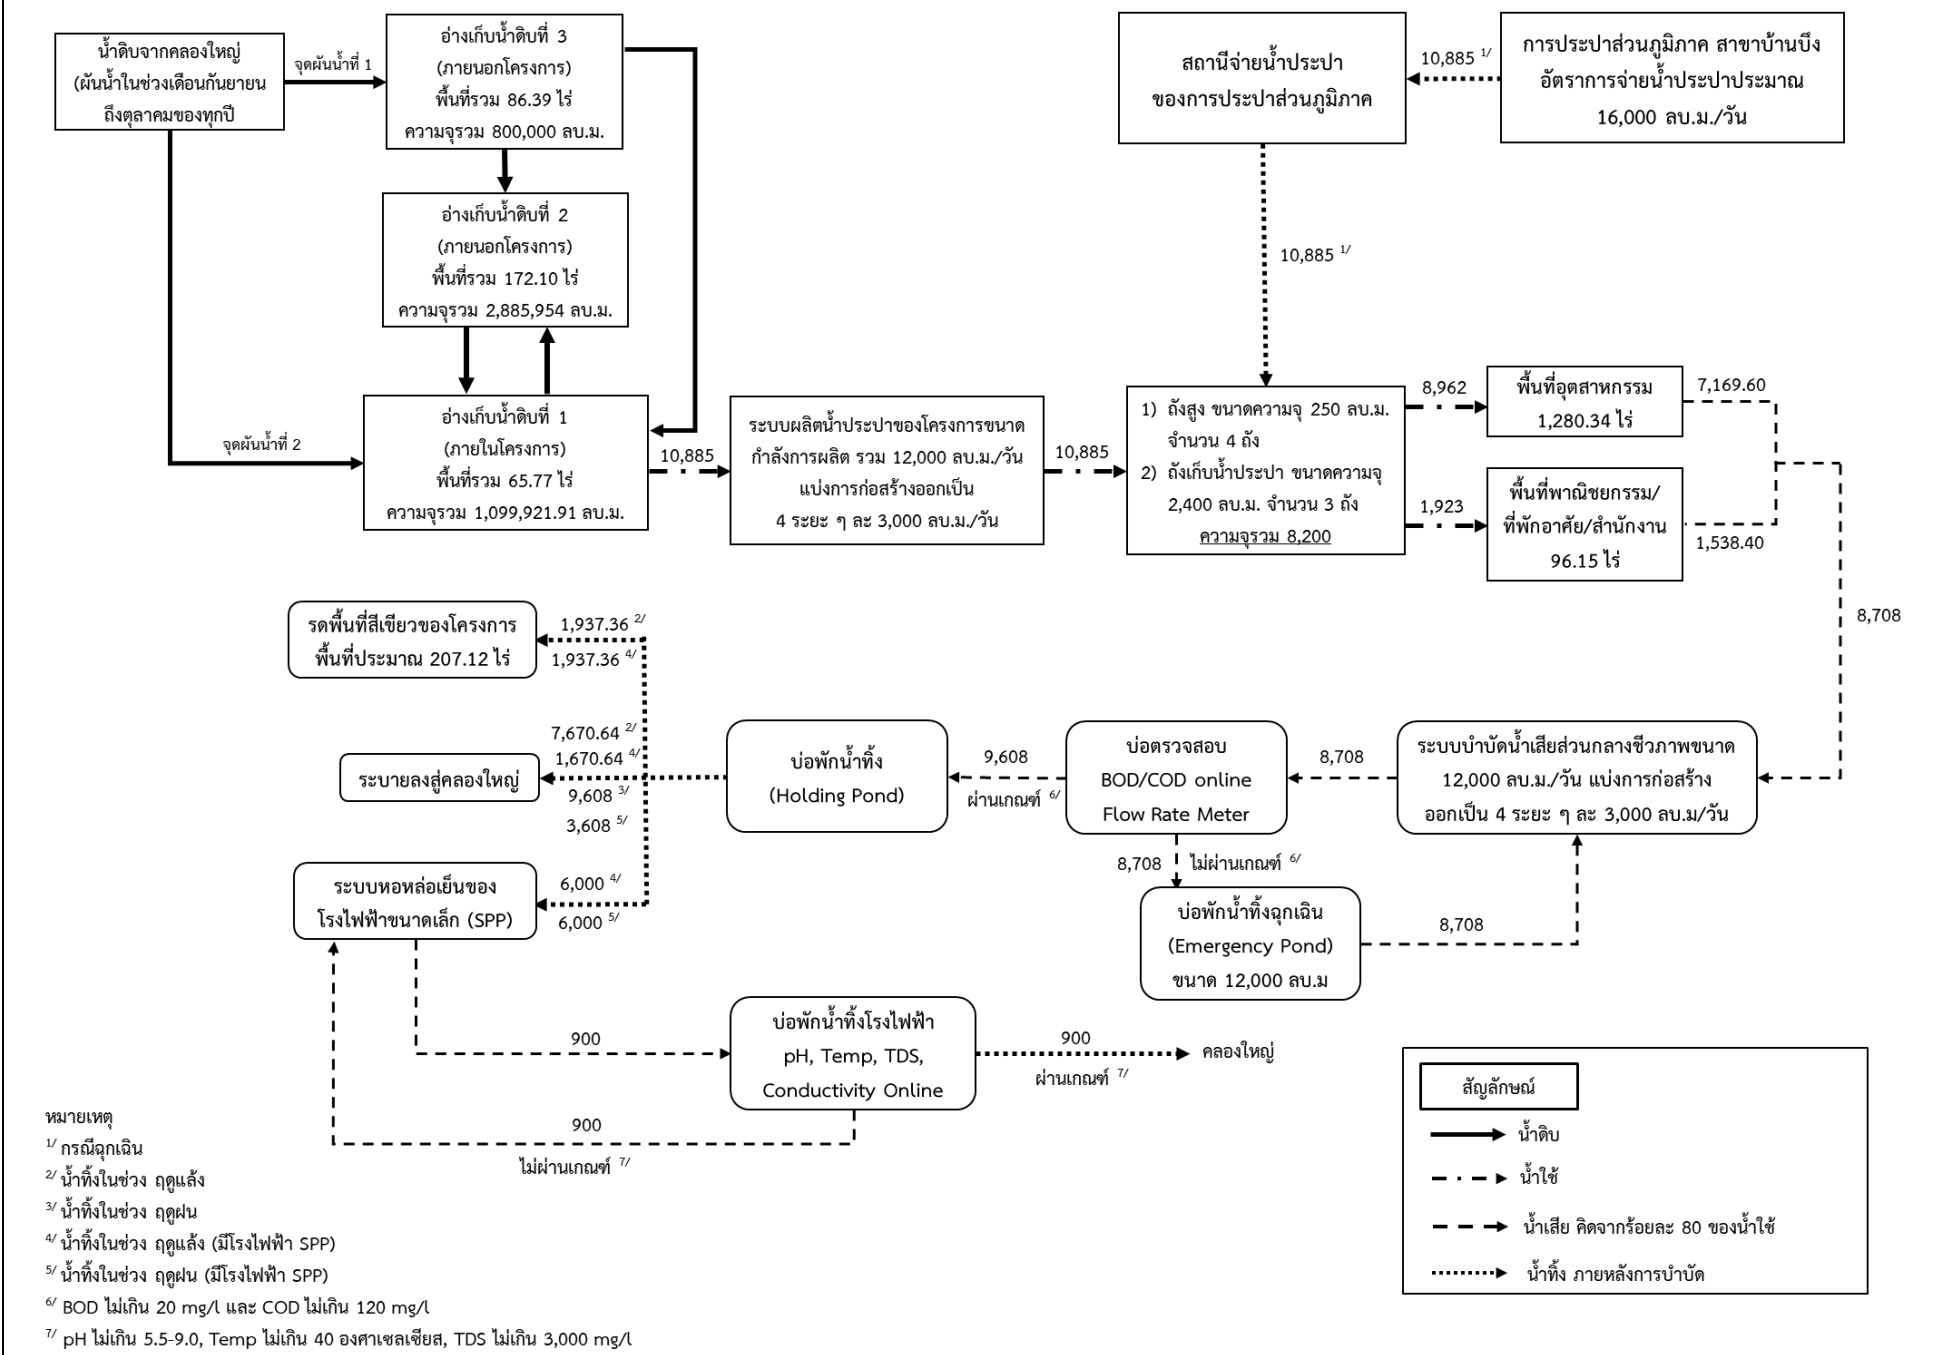 น้ำดิบจากคลองใหญ่
(ผันน้ำในช่วงเดือนกันยายน
ถึงตุลาคมของทุกปี
จุดผันน้ำที่ 1
อ่างเก็บน้ำดิบที่ 3
(ภายนอกโครงการ)
พื้นที่รวม 86.39 ไร่
ความจุรวม 800,000 ลบ.ม.
สถานีจ่ายน้ำประปา
ของการประปาส่วนภูมิภาค
10,885 1/
การประปาส่วนภูมิภาค สาขาบ้านบึง
อัตราการจ่ายน้ำประปาประมาณ
16,000 ลบ.ม./วัน
อ่างเก็บน้ำดิบที่ 2
(ภายนอกโครงการ)
พื้นที่รวม 172.10 ไร่
ความจุรวม 2,885,954 ลบ.ม.
10,885 1/
จุดผันน้ำที่ 2
อ่างเก็บน้ำดิบที่ 1
(ภายในโครงการ)
พื้นที่รวม 65.77 ไร่
ความจุรวม 1,099,921.91 ลบ.ม.
10,885
ระบบผลิตน้ำประปาของโครงการขนาด
กำลังการผลิต รวม 12,000 ลบ.ม./วัน
แบ่งการก่อสร้างออกเป็น
4 ระยะ ๆ ละ 3,000 ลบ.ม./วัน
10,885
1) ถังสูง ขนาดความจุ 250 ลบ.ม.
จำนวน 4 ถัง
2) ถังเก็บน้ำประปา ขนาดความจุ
2,400 ลบ.ม. จำนวน 3 ถัง
ความจุรวม 8,200
8,962
พื้นที่อุตสาหกรรม
1,280.34 ไร่
7,169.60
1,923
พื้นที่พาณิชยกรรม/
ที่พักอาศัย/สำนักงาน
96.15 ไร่
1,538.40
8,708
รดพื้นที่สีเขียวของโครงการ
พื้นที่ประมาณ 207.12 ไร่
1,937.36 2/
1,937.36 4/
ระบายลงสู่คลองใหญ่
7,670.64 2/
1,670.64 4/
9,608 3/
3,608 5/
บ่อพักน้ำทิ้ง
(Holding Pond)
9,608
ผ่านเกณฑ์ 6/
บ่อตรวจสอบ
BOD/COD online
Flow Rate Meter
8,708
ระบบบำบัดน้ำเสียส่วนกลางชีวภาพขนาด
12,000 ลบ.ม./วัน แบ่งการก่อสร้าง
ออกเป็น 4 ระยะ ๆ ละ 3,000 ลบ.ม/วัน
8,708
ไม่ผ่านเกณฑ์ 6/
ระบบหอหล่อเย็นของ
โรงไฟฟ้าขนาดเล็ก (SPP)
6,000 4/
6,000 5/
บ่อพักน้ำทิ้งฉุกเฉิน
(Emergency Pond)
ขนาด 12,000 ลบ.ม
8,708
900
บ่อพักน้ำทิ้งโรงไฟฟ้า
pH, Temp, TDS,
Conductivity Online
900
ผ่านเกณฑ์ 7/
คลองใหญ่
900
ไม่ผ่านเกณฑ์ 7/
สัญลักษณ์
น้ำดิบ
น้ำใช้
น้ำเสีย คิดจากร้อยละ 80 ของน้ำใช้
น้ำทิ้ง ภายหลังการบำบัด
หมายเหตุ
1/ กรณีฉุกเฉิน
2/ น้ำทิ้งในช่วง ฤดูแล้ง
3/ น้ำทิ้งในช่วง ฤดูฝน
4/ น้ำทิ้งในช่วง ฤดูแล้ง (มีโรงไฟฟ้า SPP)
5/ น้ำทิ้งในช่วง ฤดูฝน (มีโรงไฟฟ้า SPP)
6/ BOD ไม่เกิน 20 mg/l และ COD ไม่เกิน 120 mg/l
7/ pH ไม่เกิน 5.5-9.0, Temp ไม่เกิน 40 องศาเซลเซียส, TDS ไม่เกิน 3,000 mg/l